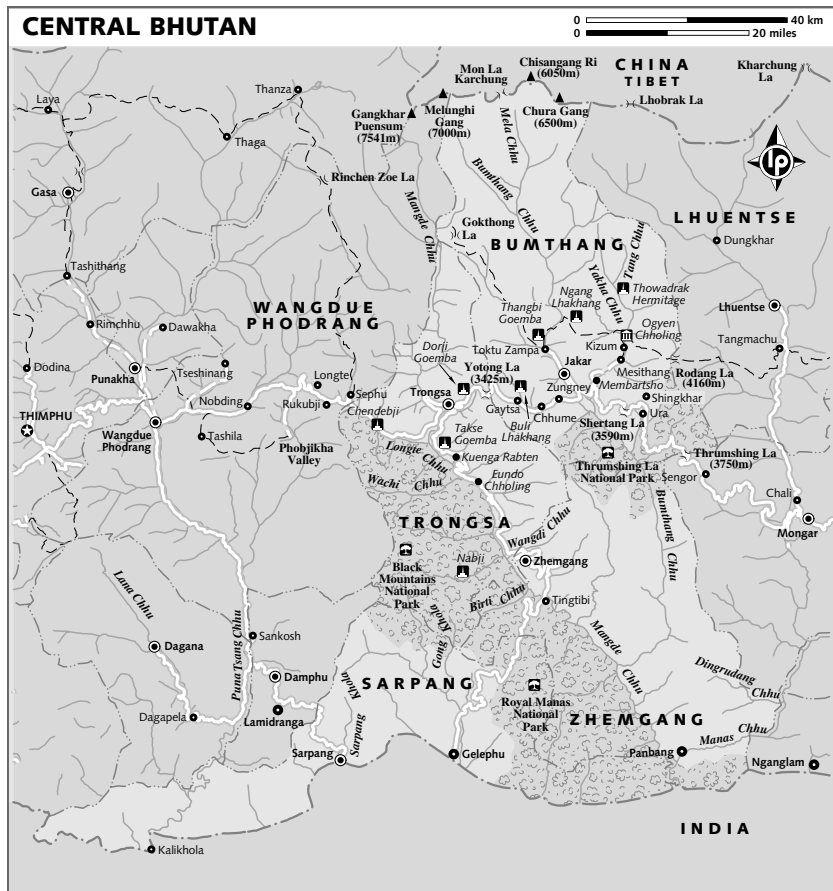 CENTRAL BHUTAN
0 40 km
0 20 miles
CHINA
TIBET
Kharchung
La
Chisangang Ri
(6050m)
Mon La
Karchung
Lhobrak La
Thanza
Laya
Gangkhar
Puensum
(7541m)
Melunghi
Gang
(7000m)
Chura Gang
(6500m)
Mela Chhu
lp
Thaga
Gasa
Rinchen Zoe La
Mangde Chhu
Bumthang Chhu
Gokthong
La
LHUENTSE
Dungkhar
BUMTHANG
Tang Chhu
Yakha Chhu
Tashithang
Thowadrak
Hermitage
Ngang
Lhakhang
Thangbi
Goemba
Ogyen
Chholing
Lhuentse
WANGDUE
PHODRANG
Rimchhu
Dawakha
Dorji
Goemba
Toktu Zampa
Kizum
Tangmachu
Dodina
Punakha
Tseshinang
Yotong La
(3425m)
Jakar
Mesithang
Rodang La
(4160m)
Longte
Sephu
Trongsa
Zungney
Membartsho
Shingkhar
THIMPHU
Nobding
Rukubji
Chendebji
Gaytsa
Chhume
Ura
Wangdue
Phodrang
Tashila
Phobjikha
Valley
Takse
Goemba
Buli
Lhakhang
Shertang La
(3590m)
Longte Chhu
Kuenga Rabten
Thrumshing La
National Park
Thrumshing La
(3750m)
Sengor
Wachi Chhu
Eundo
Chholing
Bumthang Chhu
Chali
TRONGSA
Wangdi Chhu
Mongar
Black
Mountains
National
Park
Nabji
Zhemgang
Lana Chhu
Birti Chhu
Tingtibi
Puna Tsang Chhu
Gong Khola
Mangde Chhu
Sankosh
Dagana
Damphu
Dingrudang Chhu
SARPANG
Royal Manas
National
Park
ZHEMGANG
Dagapela
Lamidranga
Sarpang Khola
Manas Chhu
Sarpang
Gelephu
Panbang
Nganglam
INDIA
Kalikhola